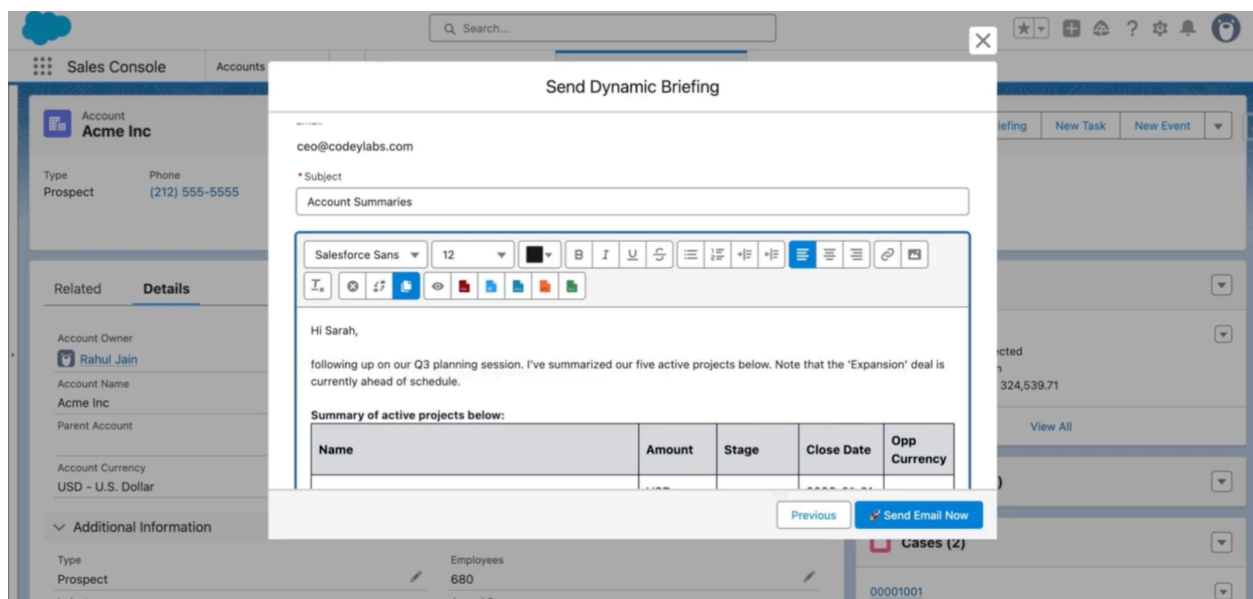 Search...
Sales Console
Accounts
Send Dynamic Briefing
Account
Acme Inc
Type
Phone
Prospect
(212) 555-5555
ceo@codeylabs.com
*Subject
Account Summaries
New Task
New Event
Salesforce Sans
12
B I U S
Related
Details
Hi Sarah,
following up on our Q3 planning session. I've summarized our five active projects below. Note that the 'Expansion' deal is
currently ahead of schedule.
Summary of active projects below:
Name
Amount
Stage
Close Date
Opp
Currency
Account Owner
Rahul Jain
Account Name
Acme Inc
Parent Account
Account Currency
USD - U.S. Dollar
324,539.71
View All
Previous
Send Email Now
Additional Information
Cases (2)
Type
Prospect
Employees
680
00001001